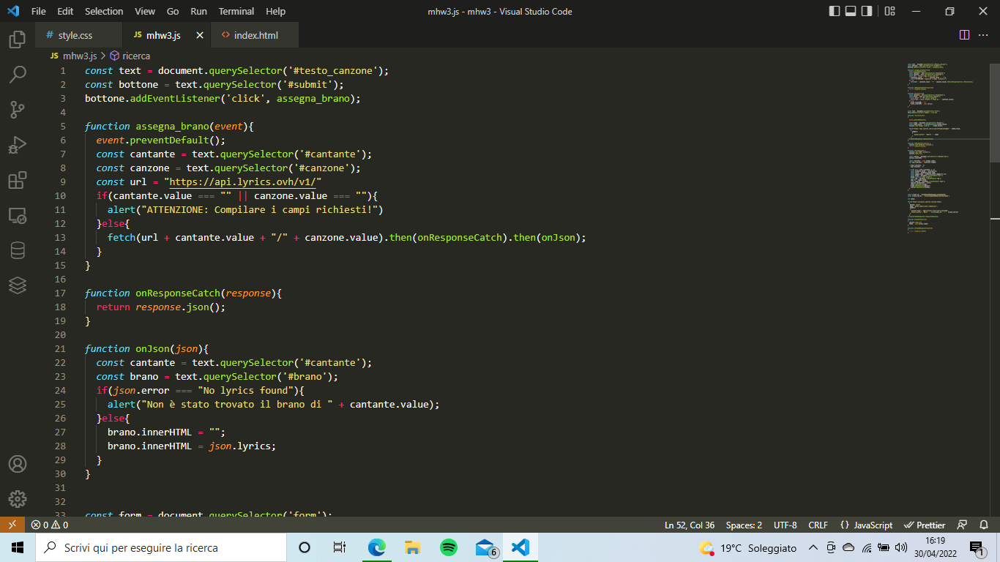 File Edit Selection View Go Run Terminal Help mhw3.js - mhw3 - Visual Studio Code
# style.css JS mhw3.js <> index.html
JS mhw3.js > ricerca
1 const text = document.querySelector('#testo_canzone');
2 const bottone = text.querySelector('#submit');
3 bottone.addEventListener('click', assegna_brano);
4
5 function assegna_brano(event){
6 event.preventDefault();
7 const cantante = text.querySelector('#cantante');
8 const canzone = text.querySelector('#canzone');
9 const url = "https://api.lyrics.ovh/v1/"
10 if(cantante.value === "" || canzone.value === ""){
11 alert("ATTENZIONE: Compilare i campi richiesti!")
12 }else{
13 fetch(url + cantante.value + "/" + canzone.value).then(onResponseCatch).then(onJson);
14 }
15 }
16
17 function onResponseCatch(response){
18 return response.json();
19 }
20
21 function onJson(json){
22 const cantante = text.querySelector('#cantante');
23 const brano = text.querySelector('#brano');
24 if(json.error === "No lyrics found"){
25 alert("Non è stato trovato il brano di " + cantante.value);
26 }else{
27 brano.innerHTML = "";
28 brano.innerHTML = json.lyrics;
29 }
30 }
31
32
33 const form = document.querySelector('form');
0 0 Ln 52, Col 36 Spaces: 2 UTF-8 CRLF {} JavaScript Prettier
Scrivi qui per eseguire la ricerca 6 19°C Soleggiato 16:19
30/04/2022 1